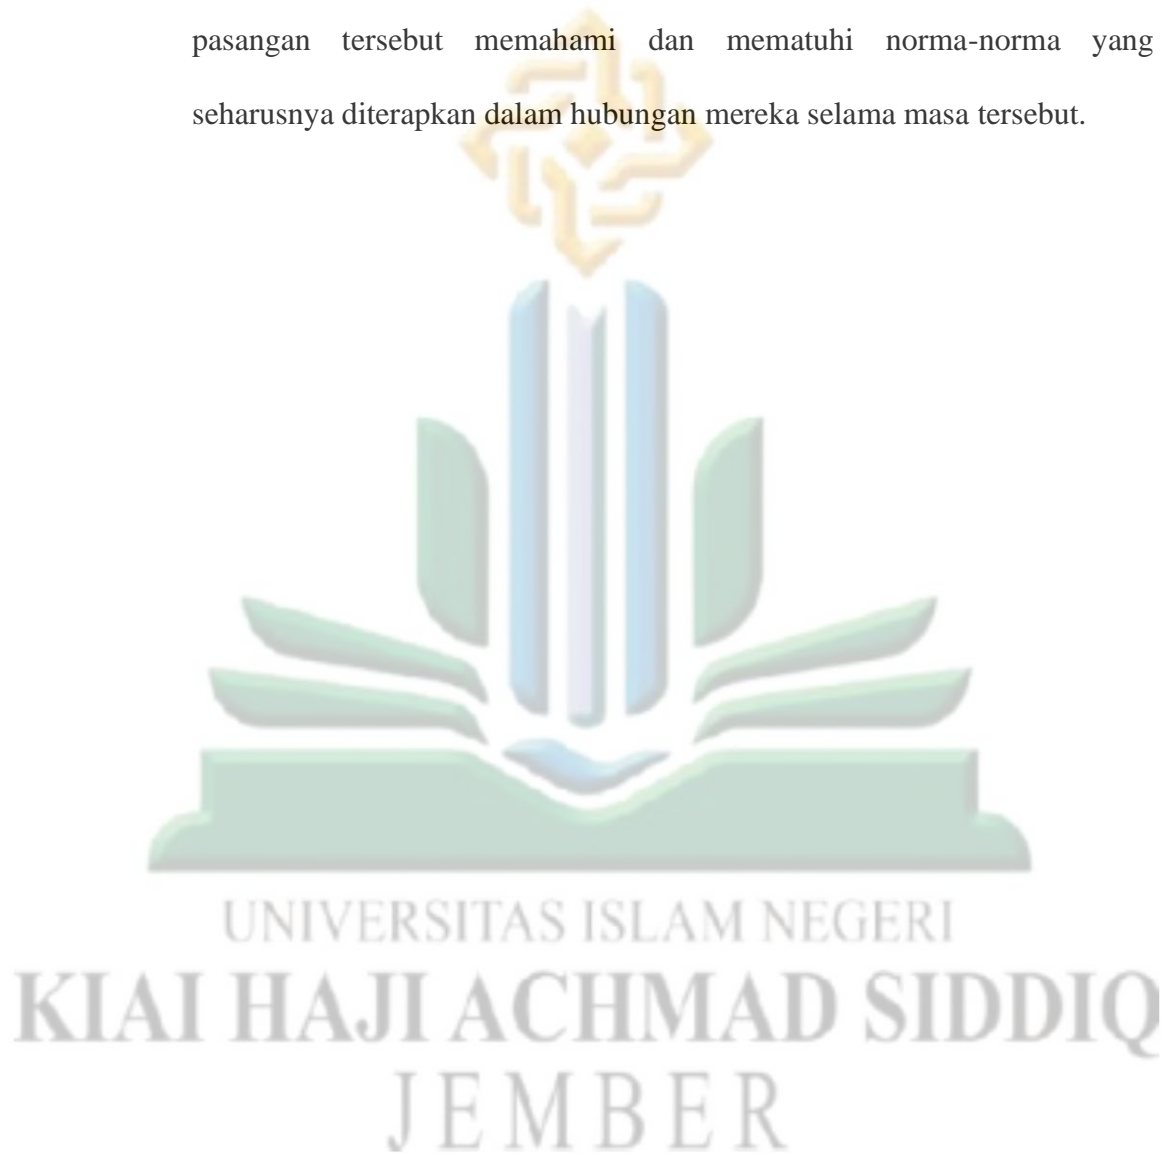 pasangan tersebut memahami dan mematuhi norma-norma yang
seharusnya diterapkan dalam hubungan mereka selama masa tersebut.
UNIVERSITAS ISLAM NEGERI
KIAI HAJI ACHMAD SIDDIQ
JEMBER